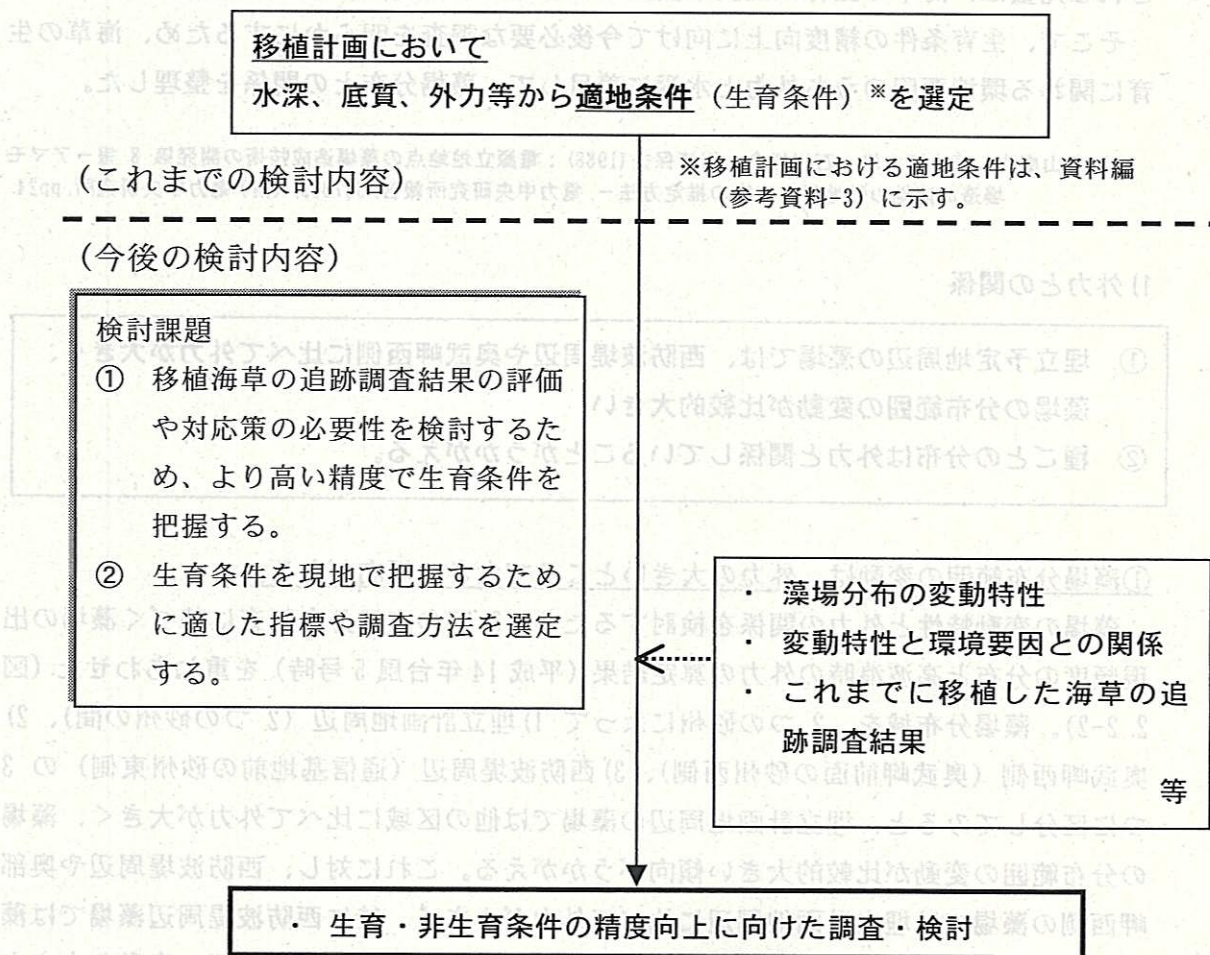 移植計画において
水深、底質、外力等から適地条件（生育条件）※を選定
(これまでの検討内容)
※移植計画における適地条件は、資料編
(参考資料-3) に示す。
(今後の検討内容)
検討課題
① 移植海草の追跡調査結果の評価
や対応策の必要性を検討するた
め、より高い精度で生育条件を
把握する。
② 生育条件を現地で把握するため
に適した指標や調査方法を選定
する。
・ 藻場分布の変動特性
・ 変動特性と環境要因との関係
・ これまでに移植した海草の追
跡調査結果
等
・ 生育・非生育条件の精度向上に向けた調査・検討